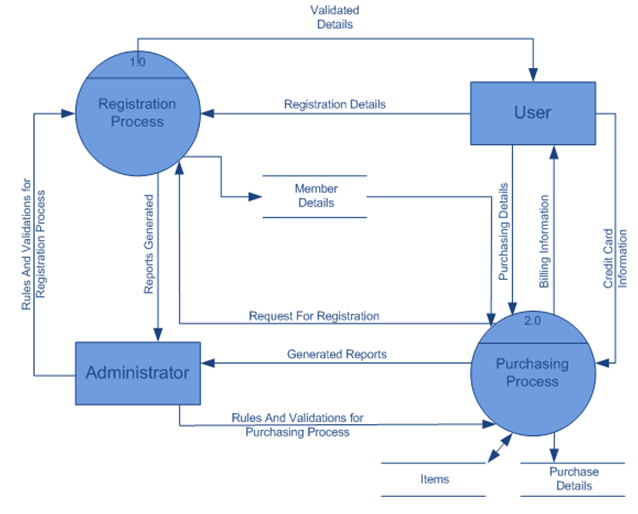 Validated
Details
1.0
Registration
Process
Registration Details
User
Member
Details
Rules And Validations for
Registration Process
Reports Generated
Purchasing Details
Billing Information
Credit Card
Information
Request For Registration
2.0
Generated Reports
Purchasing
Process
Administrator
Rules And Validations for
Purchasing Process
Items
Purchase
Details